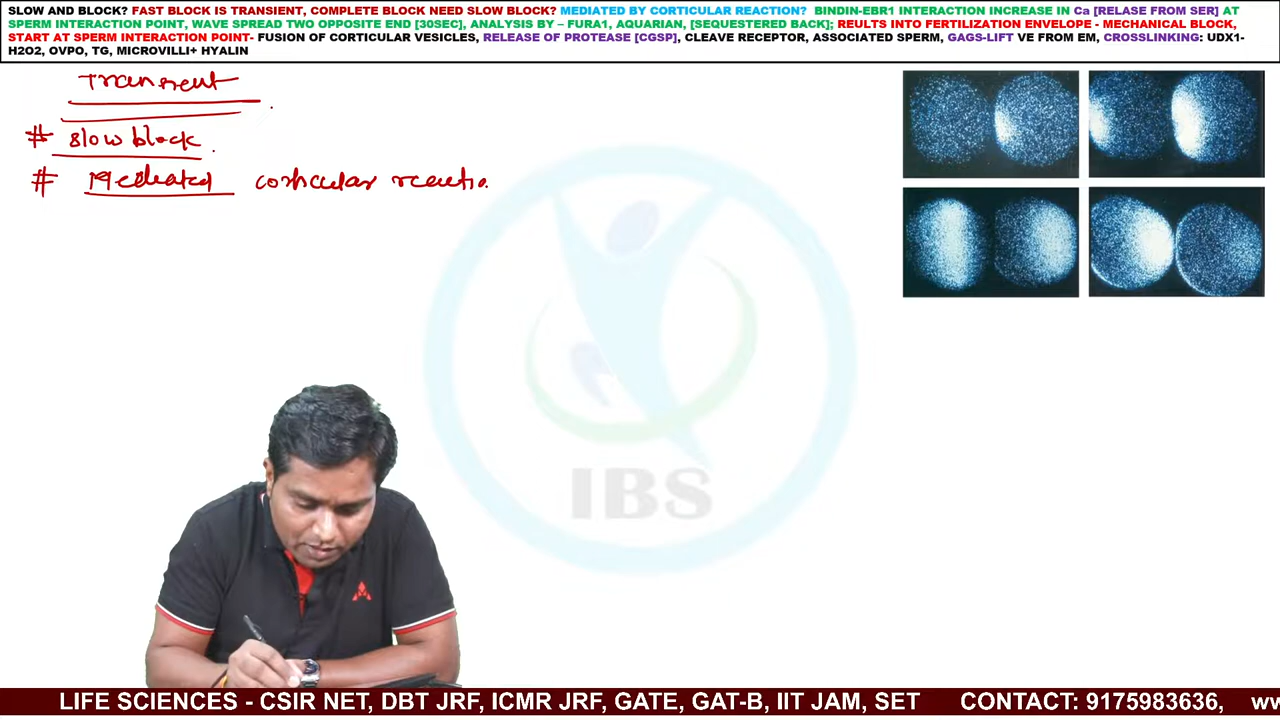 SLOW AND BLOCK? FAST BLOCK IS TRANSIENT, COMPLETE BLOCK NEED SLOW BLOCK? MEDIATED BY CORTICULAR REACTION? BINDIN-EBR1 INTERACTION INCREASE IN Ca [RELASE FROM SER] AT
SPERM INTERACTION POINT, WAVE SPREAD TWO OPPOSITE END [30SEC], ANALYSIS BY – FURA1, AQUARIAN, [SEQUESTERED BACK]; REULTS INTO FERTILIZATION ENVELOPE - MECHANICAL BLOCK,
START AT SPERM INTERACTION POINT- FUSION OF CORTICULAR VESICLES, RELEASE OF PROTEASE [CGSP], CLEAVE RECEPTOR, ASSOCIATED SPERM, GAGS-LIFT VE FROM EM, CROSSLINKING: UDX1-
H2O2, OVPO, TG, MICROVILLI+ HYALIN
Transient
# slow block
# Mediated corticular reactio
IBS
LIFE SCIENCES - CSIR NET, DBT JRF, ICMR JRF, GATE, GAT-B, IIT JAM, SET CONTACT: 9175983636, wv